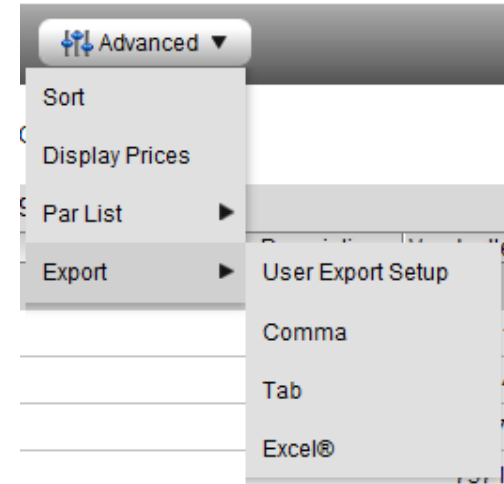 Advanced
Sort
Display Prices
Par List
Export
User Export Setup
Comma
Tab
Excel®